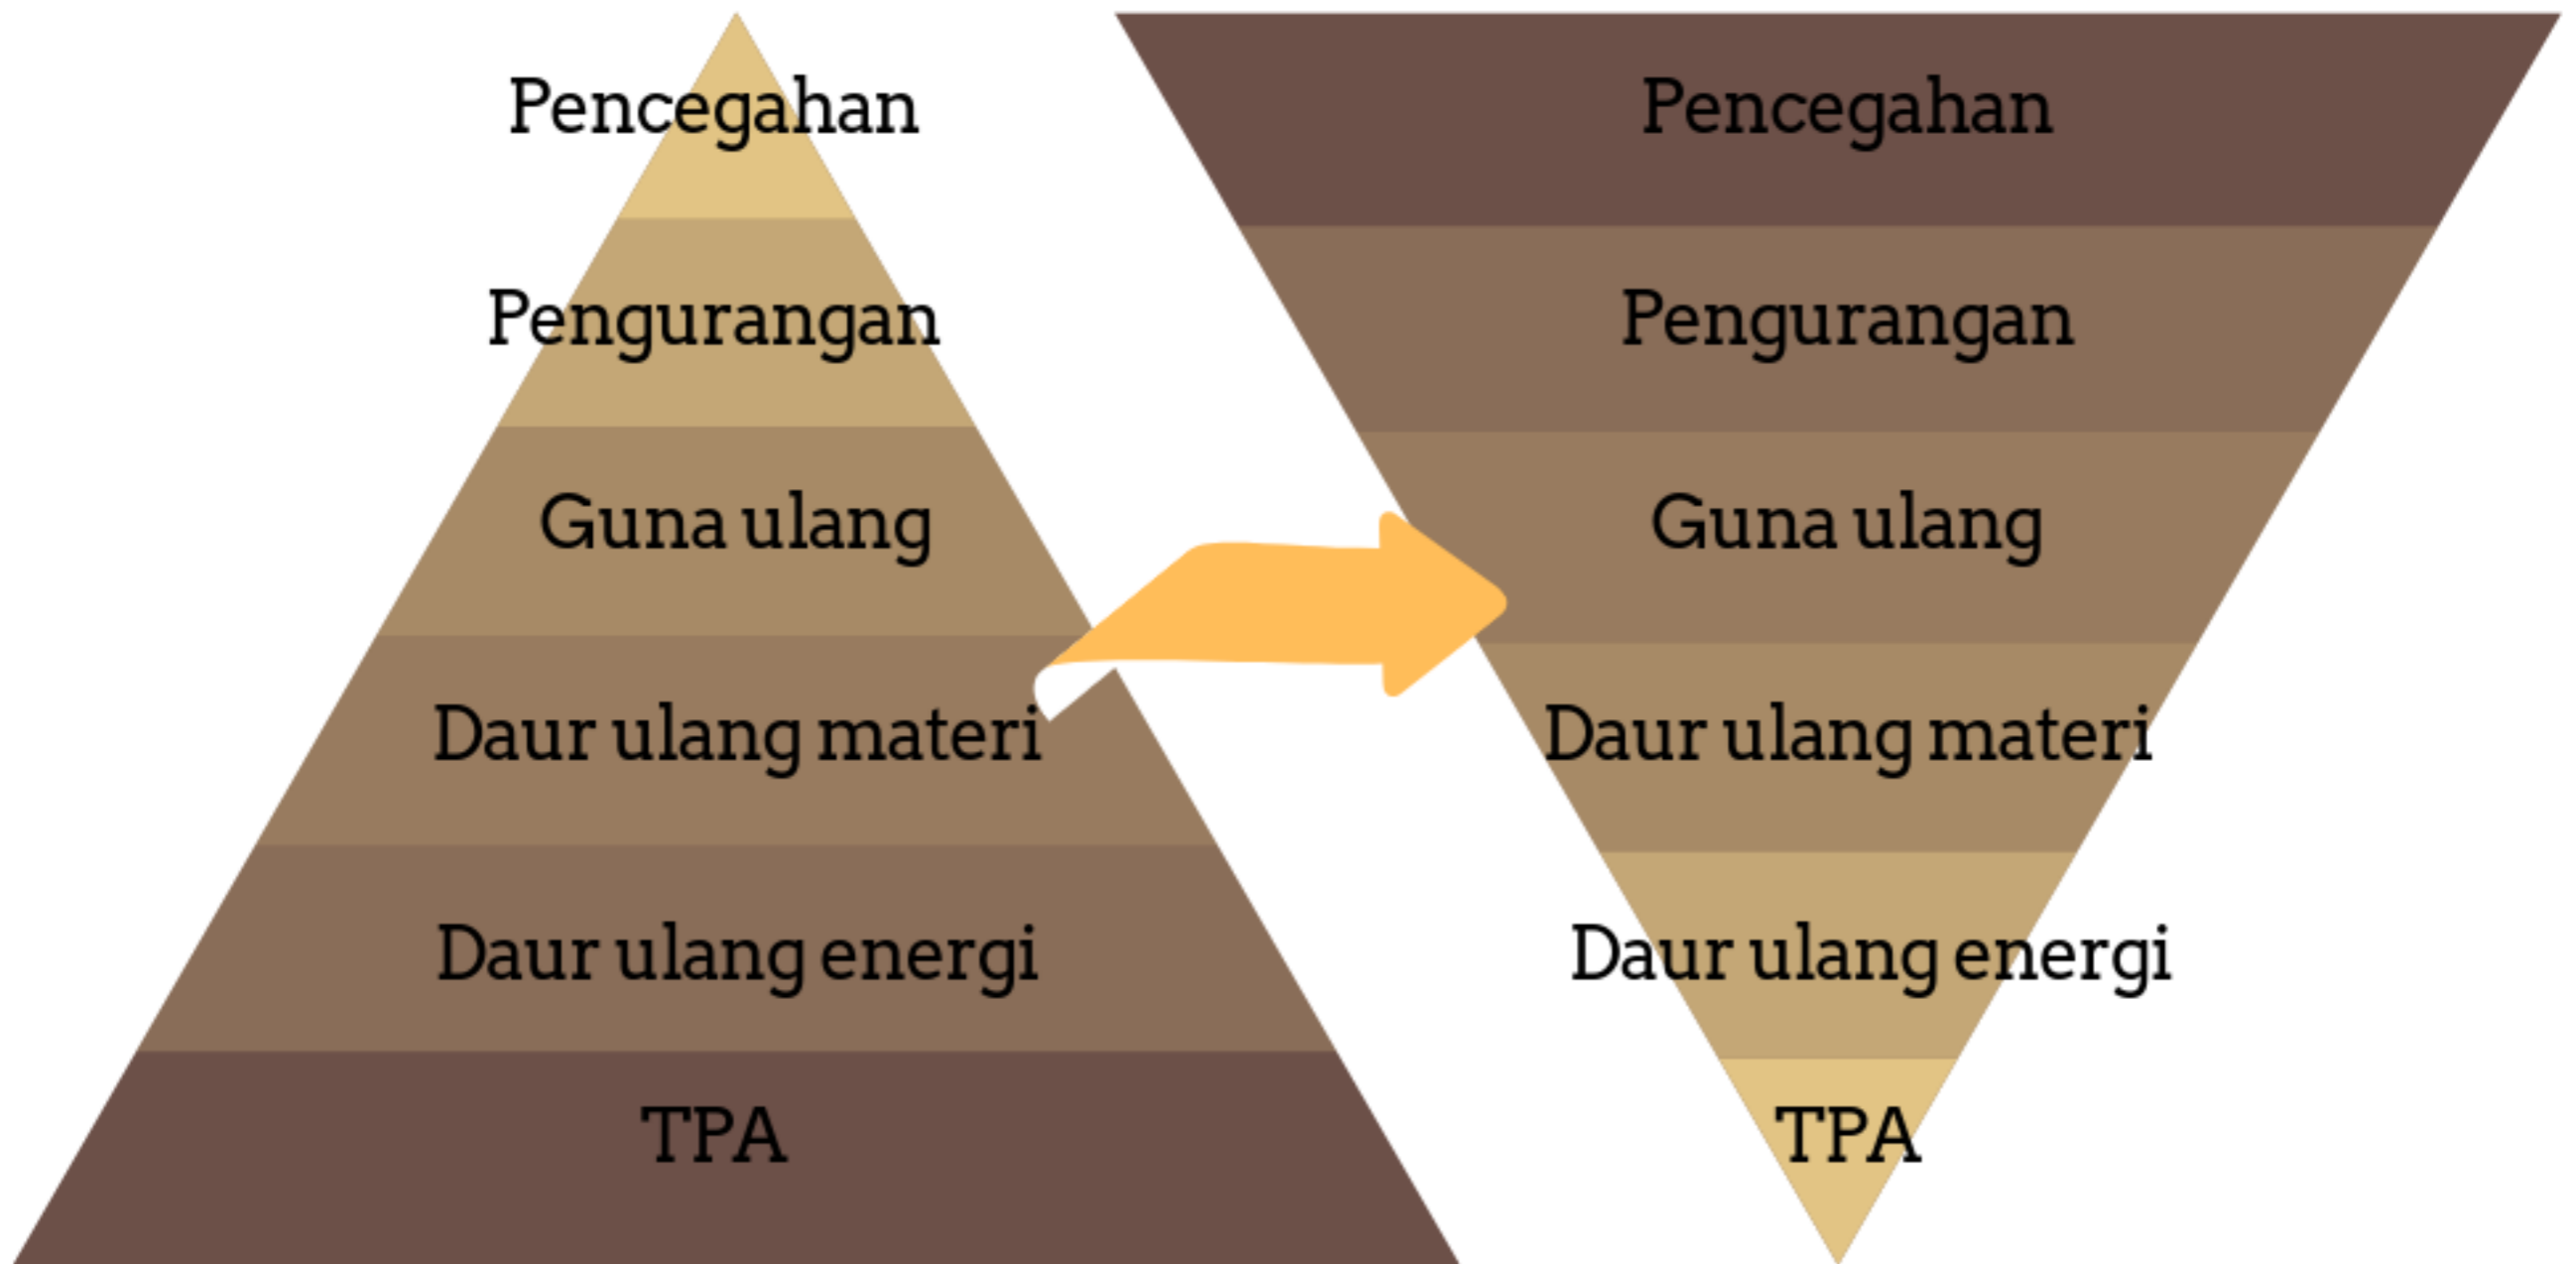 Pencegahan
Pengurangan
Guna ulang
Daur ulang materi
Daur ulang energi
TPA
Pencegahan
Pengurangan
Guna ulang
Daur ulang materi
Daur ulang energi
TPA